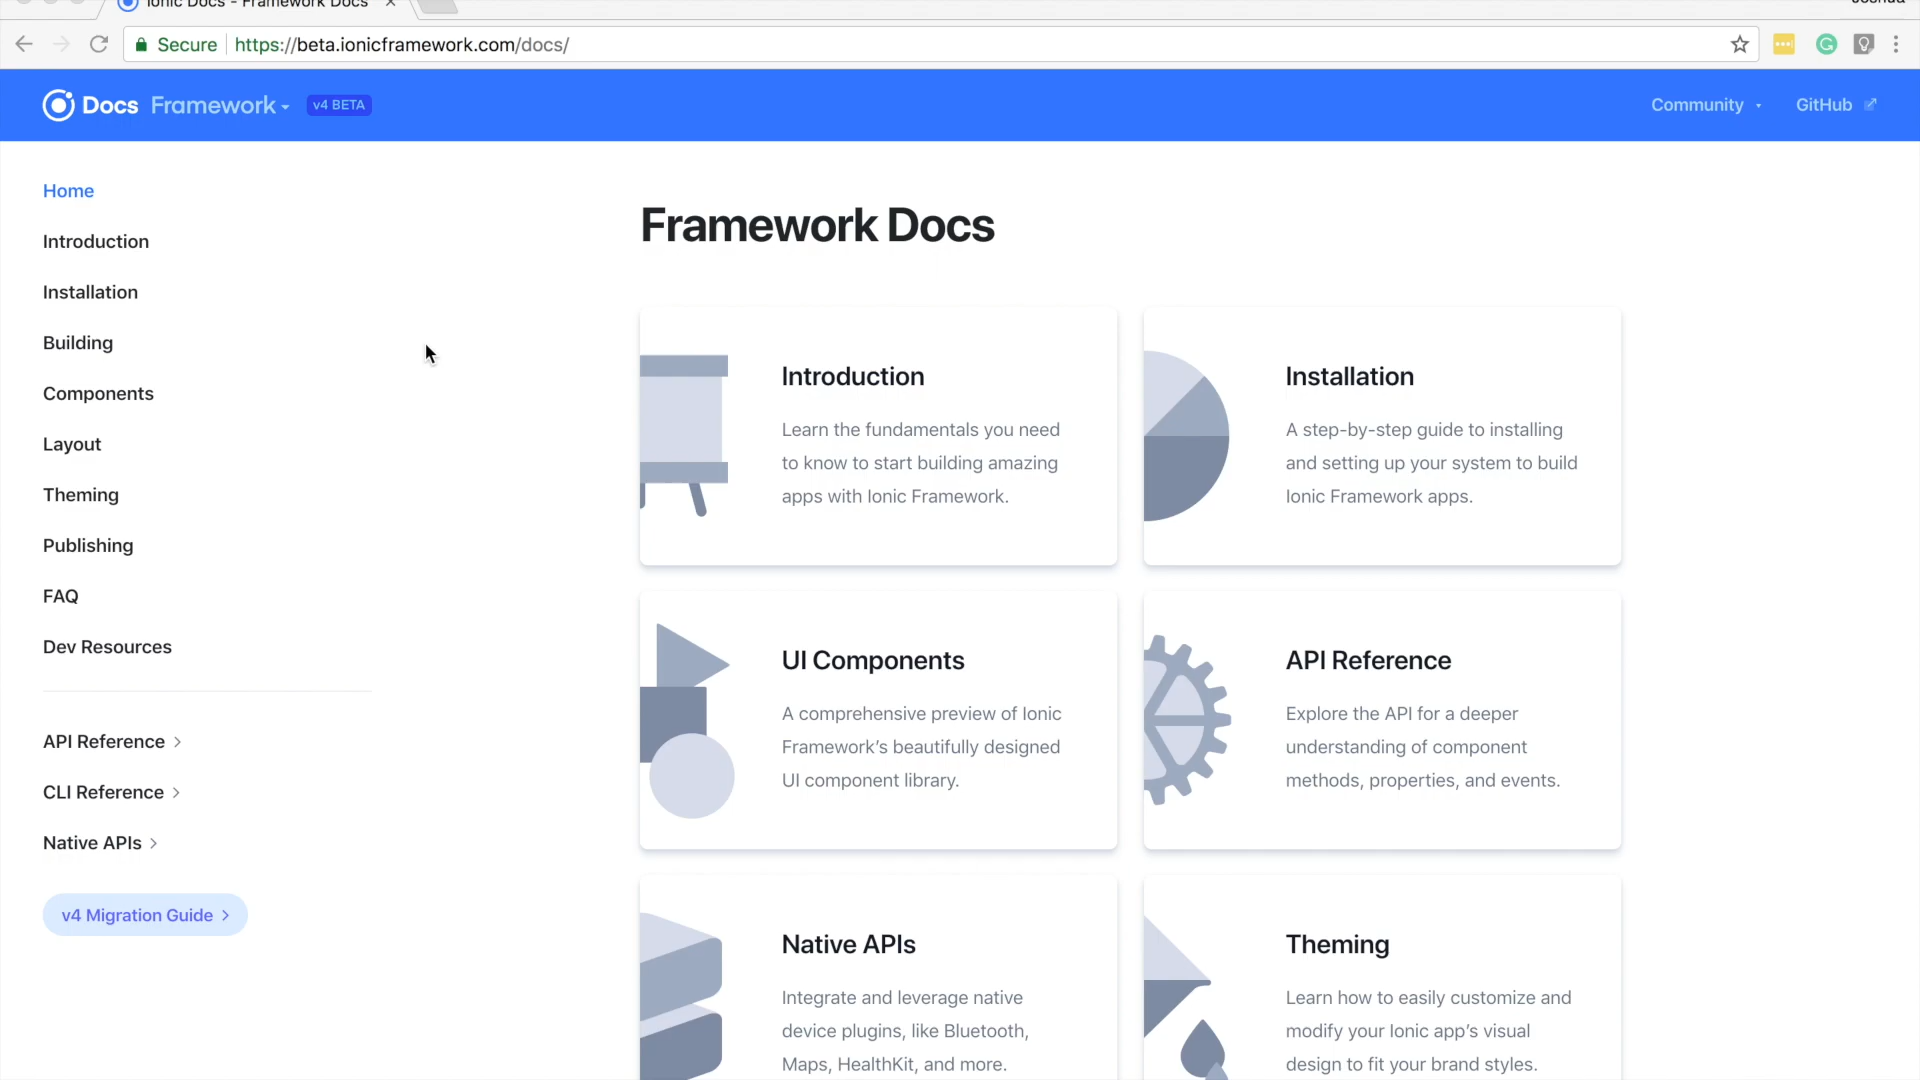 Ionic Docs - Framework Docs
Joshua
Secure
https://beta.ionicframework.com/docs/
Docs Framework v4 BETA
Community
GitHub
Home
Introduction
Installation
Building
Components
Layout
Theming
Publishing
FAQ
Dev Resources
API Reference
CLI Reference
Native APIs
v4 Migration Guide
Framework Docs
Introduction
Learn the fundamentals you need
to know to start building amazing
apps with Ionic Framework.
Installation
A step-by-step guide to installing
and setting up your system to build
Ionic Framework apps.
UI Components
A comprehensive preview of Ionic
Framework's beautifully designed
UI component library.
API Reference
Explore the API for a deeper
understanding of component
methods, properties, and events.
Native APIs
Integrate and leverage native
device plugins, like Bluetooth,
Maps, HealthKit, and more.
Theming
Learn how to easily customize and
modify your Ionic app's visual
design to fit your brand styles.